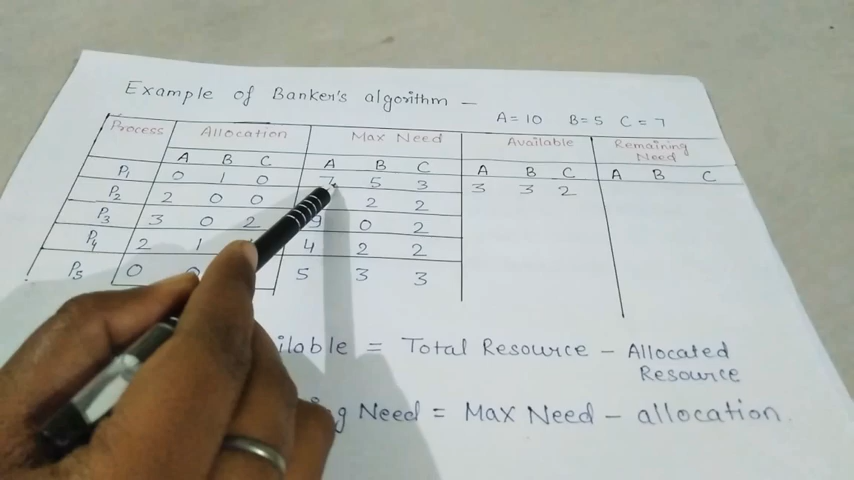 Example of Banker's algorithm –
A = 10 B = 5 C = 7
Process Allocation Max Need Available Remaining Need
A B C A B C A B C A B C
P1 0 1 0 7 5 3 3 3 2
P2 2 0 0 2 2
P3 3 0 2 9 0 2
P4 2 1 4 2 2
P5 0 5 3 3
= Total Resource – Allocated
Resource
Need = Max Need – allocation.